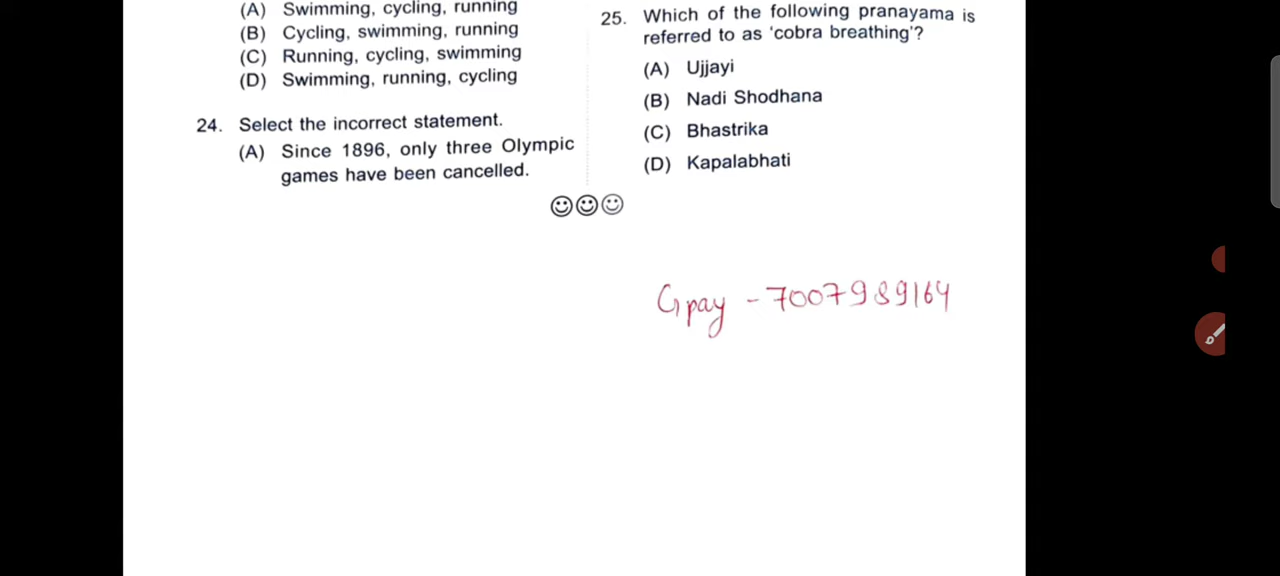 (A) Swimming, cycling, running
(B) Cycling, swimming, running
(C) Running, cycling, swimming
(D) Swimming, running, cycling
24. Select the incorrect statement.
(A) Since 1896, only three Olympic
games have been cancelled.
25. Which of the following pranayama is
referred to as 'cobra breathing'?
(A) Ujjayi
(B) Nadi Shodhana
(C) Bhastrika
(D) Kapalabhati
Gpay - 7007989164